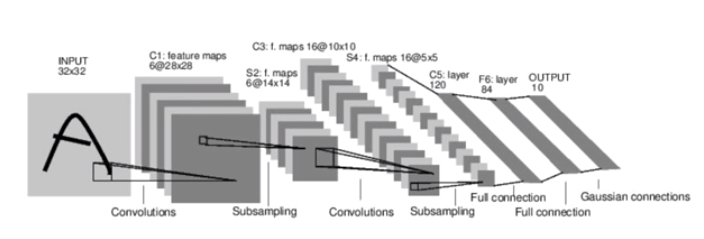 INPUT
32x32
C1: feature maps
6@28x28
C3: f. maps 16@10x10
S2: f. maps
6@14x14
S4: f. maps 16@5x5
C5: layer
120
F6: layer
84
OUTPUT
10
A
Convolutions
Subsampling
Convolutions
Subsampling
Full connection
Full connection
Gaussian connections